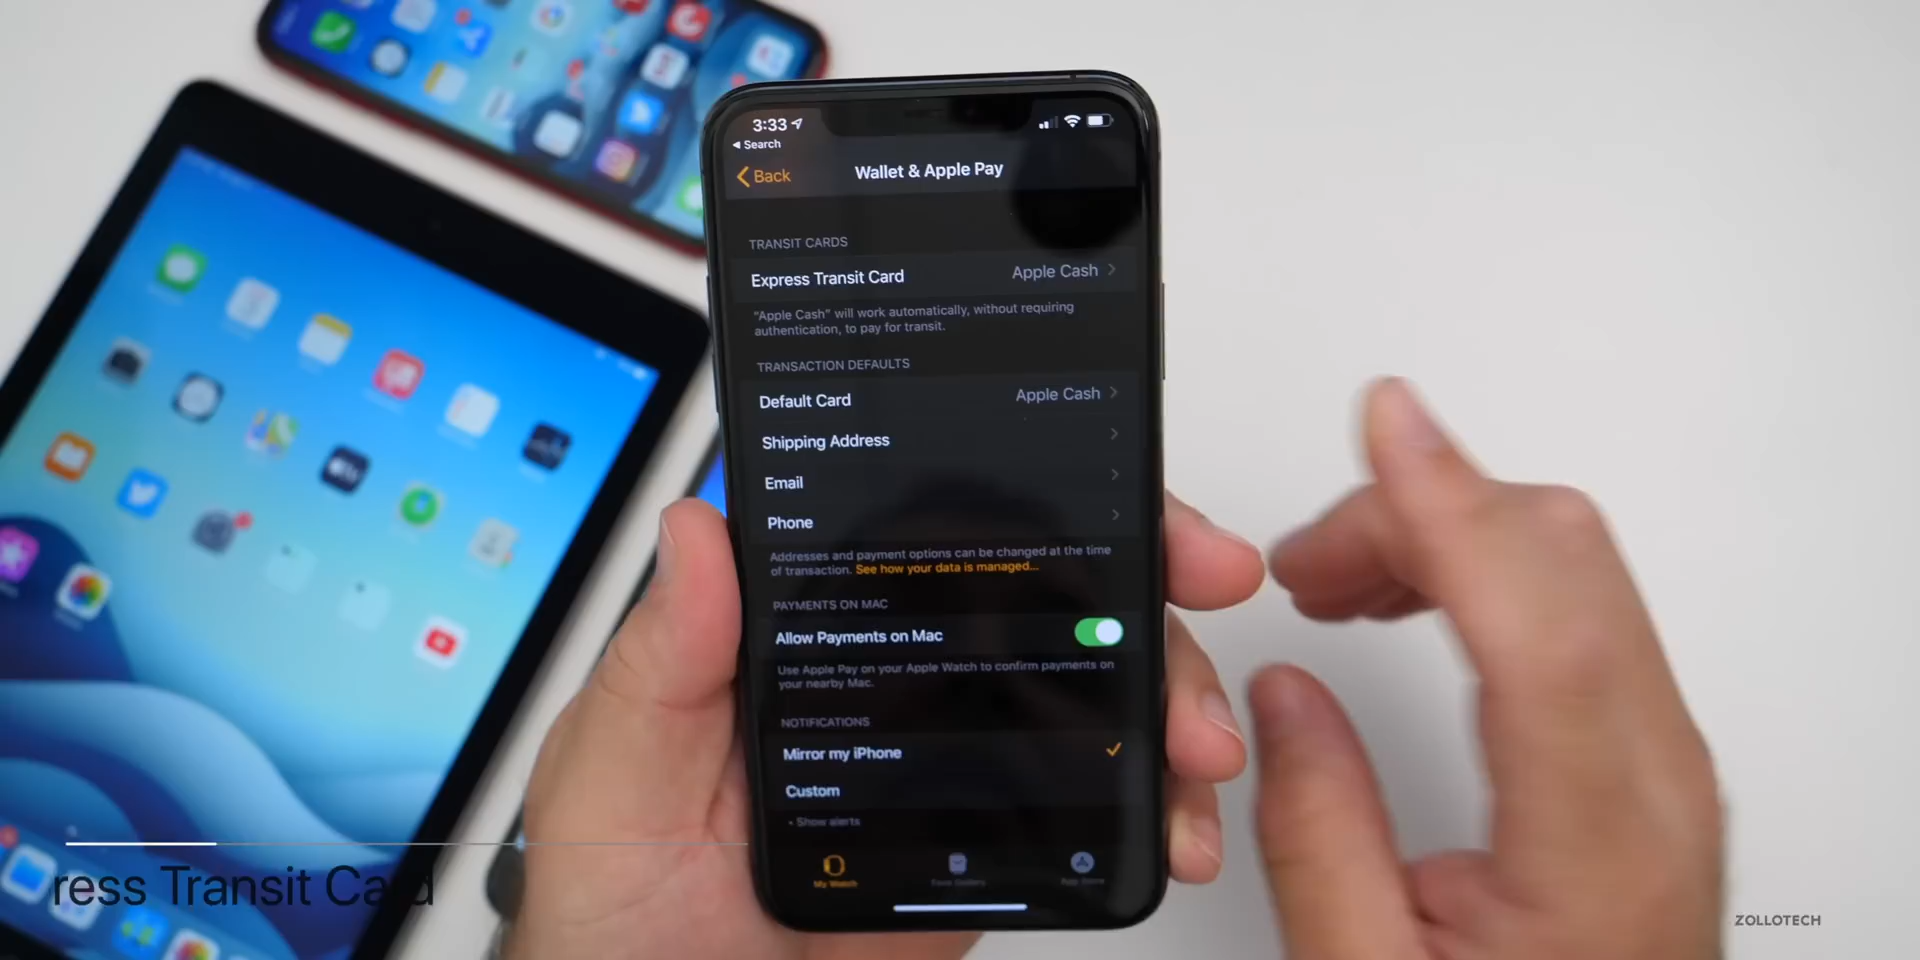 3:33
Search
Back
Wallet & Apple Pay
TRANSIT CARDS
Express Transit Card
Apple Cash
"Apple Cash" will work automatically, without requiring
authentication, to pay for transit.
TRANSACTION DEFAULTS
Default Card
Apple Cash
Shipping Address
Email
Phone
Addresses and payment options can be changed at the time
of transaction. See how your data is managed...
PAYMENTS ON MAC
Allow Payments on Mac
Use Apple Pay on your Apple Watch to confirm payments on
your nearby Mac.
NOTIFICATIONS
Mirror my iPhone
Custom
• Show alerts
My Watch
Face Gallery
App Store
ress Transit Card
ZOLLOTECH